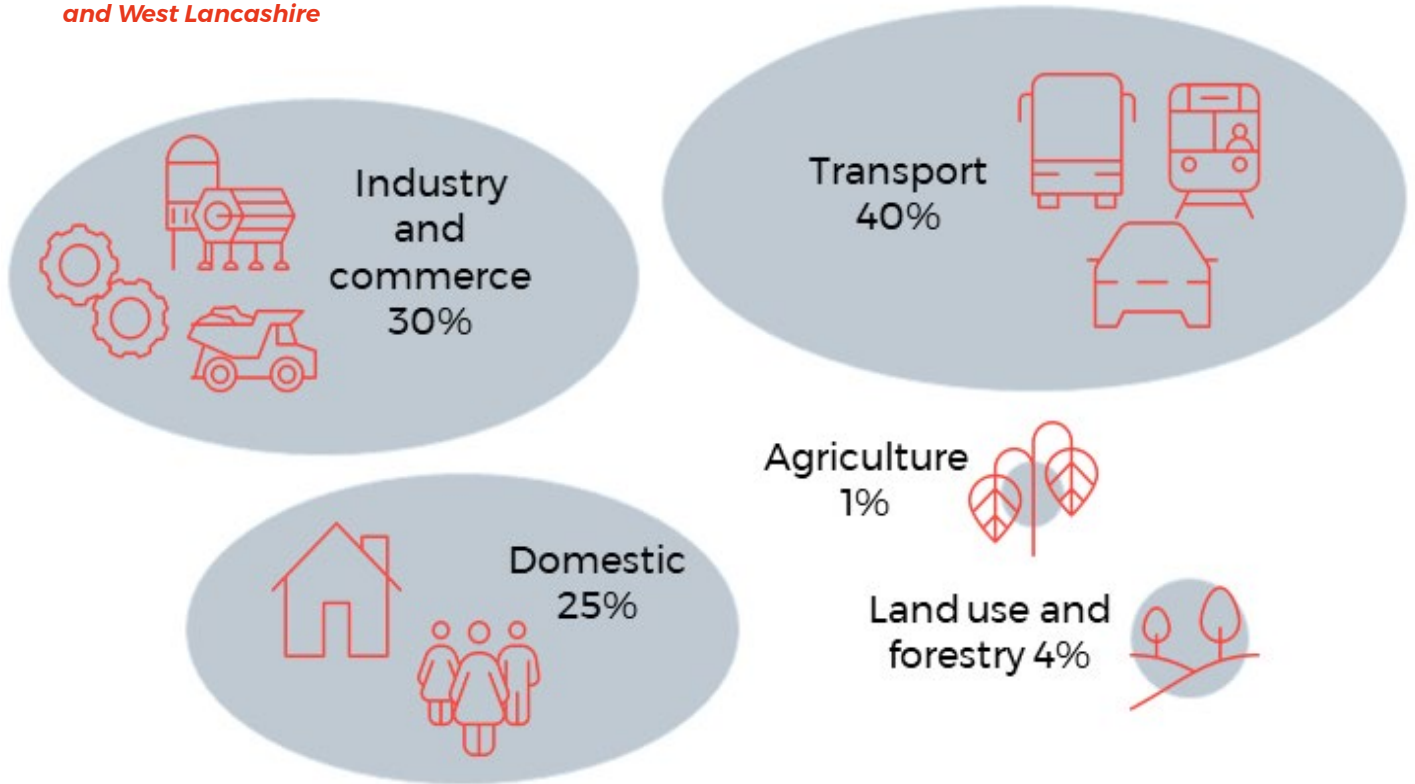 and West Lancashire
Industry
and
commerce
30%
Transport
40%
Domestic
25%
Agriculture
1%
Land use and
forestry 4%